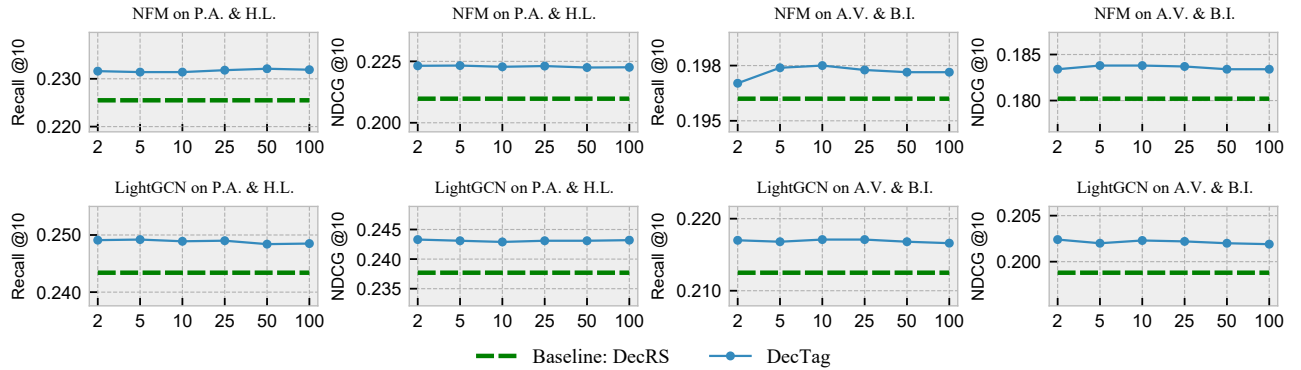 NFM on P.A. & H.L.
Recall @10
0.230
0.220
2 5 10 25 50 100
NFM on P.A. & H.L.
NDCG @10
0.225
0.200
2 5 10 25 50 100
NFM on A.V. & B.I.
Recall @10
0.198
0.195
2 5 10 25 50 100
NFM on A.V. & B.I.
NDCG @10
0.185
0.180
2 5 10 25 50 100
LightGCN on P.A. & H.L.
Recall @10
0.250
0.240
2 5 10 25 50 100
LightGCN on P.A. & H.L.
NDCG @10
0.245
0.240
0.235
2 5 10 25 50 100
LightGCN on A.V. & B.I.
Recall @10
0.220
0.210
2 5 10 25 50 100
LightGCN on A.V. & B.I.
NDCG @10
0.205
0.200
2 5 10 25 50 100
Baseline: DecRS
DecTag